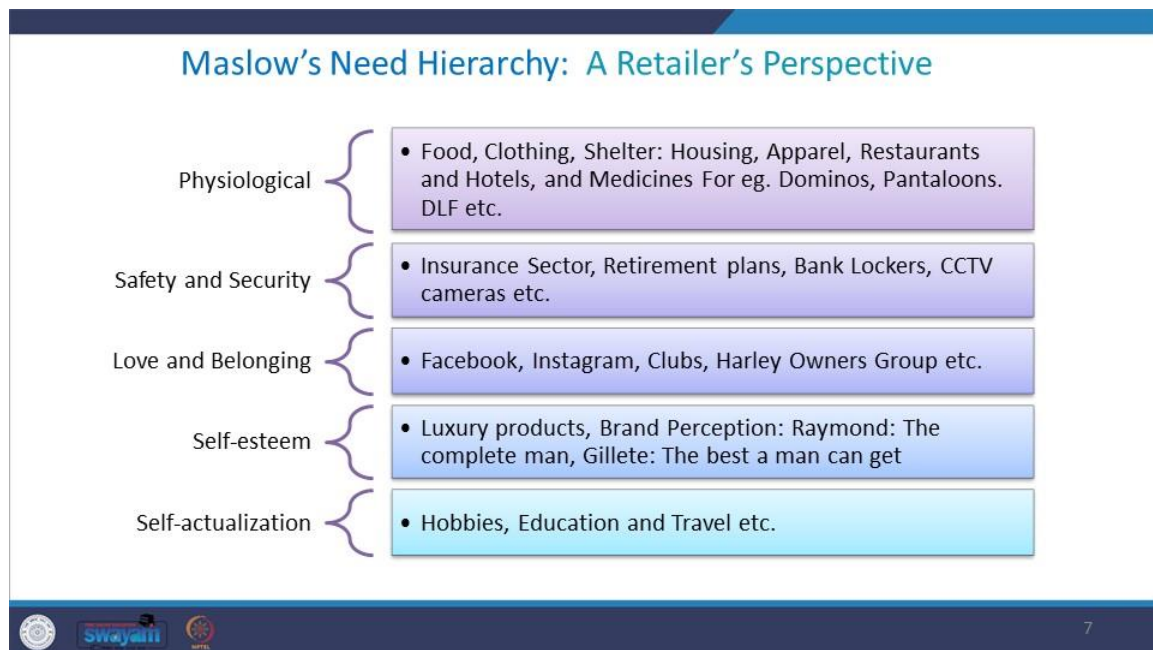 Maslow's Need Hierarchy: A Retailer's Perspective
Physiological
• Food, Clothing, Shelter: Housing, Apparel, Restaurants
and Hotels, and Medicines For eg. Dominos, Pantaloons.
DLF etc.
Safety and Security
• Insurance Sector, Retirement plans, Bank Lockers, CCTV
cameras etc.
Love and Belonging
• Facebook, Instagram, Clubs, Harley Owners Group etc.
Self-esteem
• Luxury products, Brand Perception: Raymond: The
complete man, Gillete: The best a man can get
Self-actualization
• Hobbies, Education and Travel etc.
swayam
7